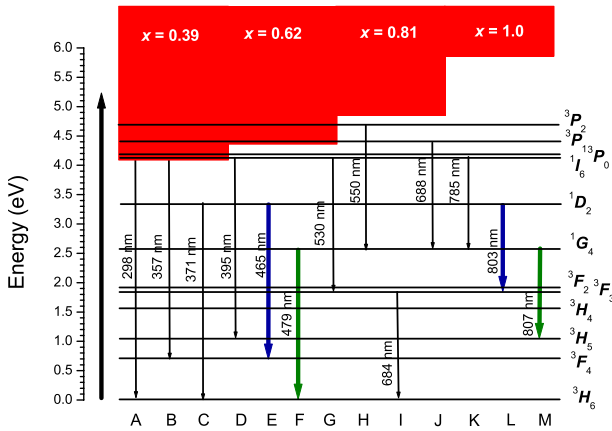 x = 0.39 x = 0.62 x = 0.81 x = 1.0
Energy (eV)
6.0
5.5
5.0
4.5
4.0
3.5
3.0
2.5
2.0
1.5
1.0
0.5
0.0
298 nm
357 nm
371 nm
395 nm
465 nm
479 nm
530 nm
550 nm
684 nm
688 nm
785 nm
803 nm
807 nm
³P₂
³P₁ ³P₀
¹I₆
¹D₂
¹G₄
³F₂ ³F₃
³H₄
³H₅
³F₄
³H₆
A B C D E F G H I J K L M